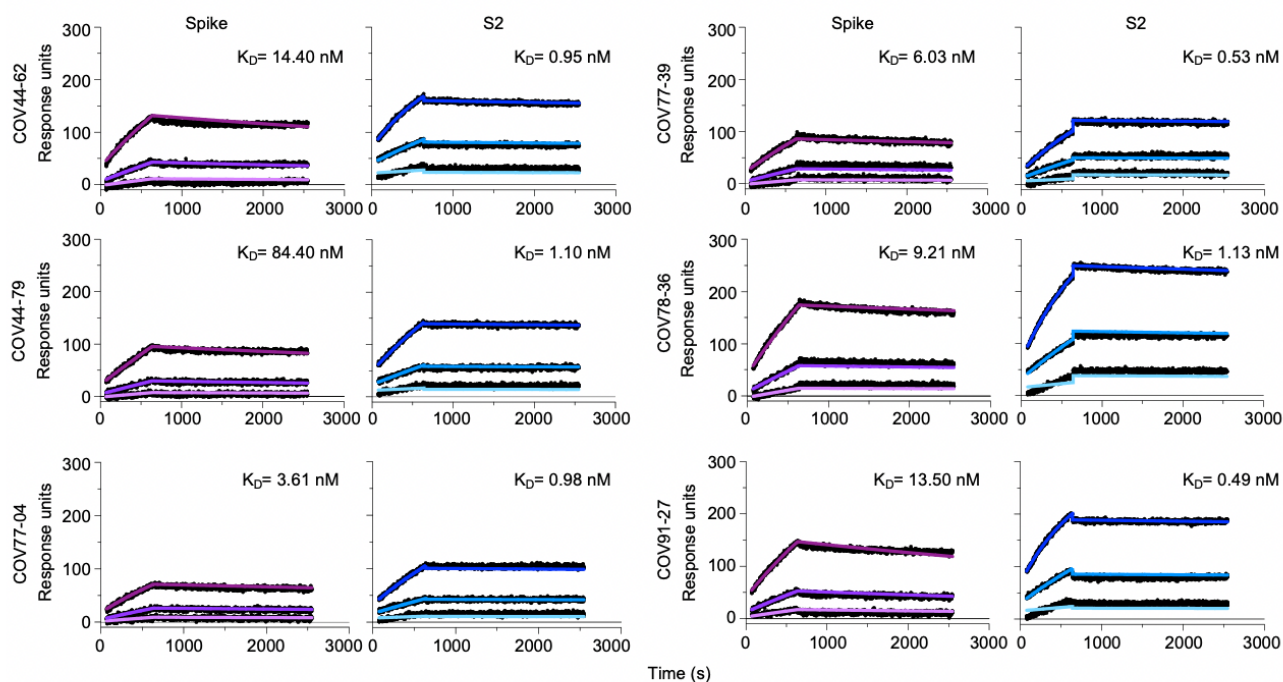 Spike
S2
COV44-62
Response units
300
200
100
0
K_D= 14.40 nM
0
1000
2000
3000
K_D= 0.95 nM
0
1000
2000
3000
COV44-79
Response units
300
200
100
0
K_D= 84.40 nM
0
1000
2000
3000
K_D= 1.10 nM
0
1000
2000
3000
COV77-04
Response units
300
200
100
0
K_D= 3.61 nM
0
1000
2000
3000
K_D= 0.98 nM
0
1000
2000
3000
Spike
S2
COV77-39
Response units
300
200
100
0
K_D= 6.03 nM
0
1000
2000
3000
K_D= 0.53 nM
0
1000
2000
3000
COV78-36
Response units
300
200
100
0
K_D= 9.21 nM
0
1000
2000
3000
K_D= 1.13 nM
0
1000
2000
3000
COV91-27
Response units
300
200
100
0
K_D= 13.50 nM
0
1000
2000
3000
K_D= 0.49 nM
0
1000
2000
3000
Time (s)